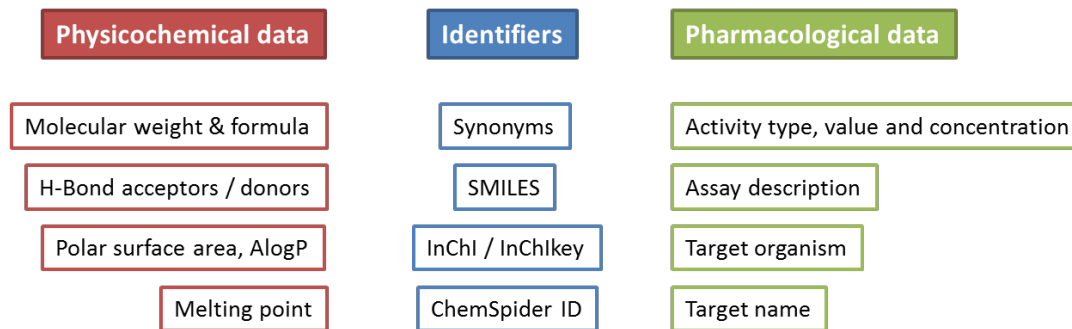 Physicochemical data
Identifiers
Pharmacological data
Molecular weight & formula
Synonyms
Activity type, value and concentration
H-Bond acceptors / donors
SMILES
Assay description
Polar surface area, AlogP
InChI / InChIkey
Target organism
Melting point
ChemSpider ID
Target name